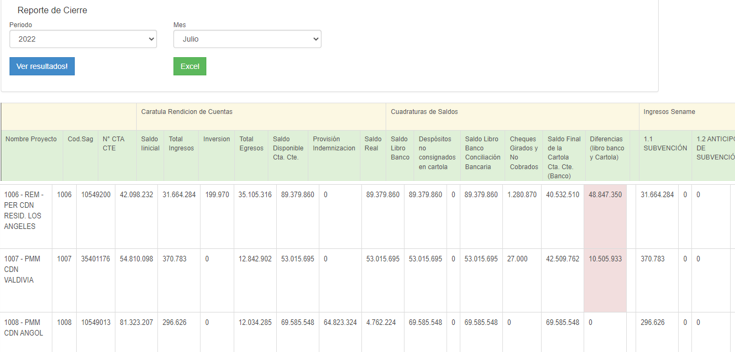 Reporte de Cierre
Periodo Mes
2022 Julio
Ver resultados! Excel
Caratula Rendicion de Cuentas Cuadraturas de Saldos Ingresos Sename
Nombre Proyecto Cod.Sag N° CTA CTE Saldo Iinicial Total Ingresos Inversion Total Egresos Saldo Disponible Cta. Cte. Provisión Indemnizacion Saldo Real Saldo Libro Banco Despósitos no consignados en cartola Saldo Libro Banco Conciliación Bancaria Cheques Girados y No Cobrados Saldo Final de la Cartola Cta. Cte. (Banco) Diferencias (libro banco y Cartola) 1.1 SUBVENCIÓN 1.2 ANTICIPO DE SUBVENCIÓ
1006 - REM - PER CDN RESID. LOS ANGELES 1006 10549200 42.098.232 31.664.284 199.970 35.105.316 89.379.860 0 89.379.860 89.379.860 0 89.379.860 1.280.870 40.532.510 48.847.350 31.664.284 0 0
1007 - PMM CDN VALDIVIA 1007 35401176 54.810.098 370.783 0 12.842.902 53.015.695 0 53.015.695 53.015.695 0 53.015.695 27.000 42.509.762 10.505.933 370.783 0 0
1008 - PMM CDN ANGOL 1008 10549013 81.323.207 296.626 0 12.034.285 69.585.548 64.823.324 4.762.224 69.585.548 0 69.585.548 0 69.585.548 0 296.626 0 0